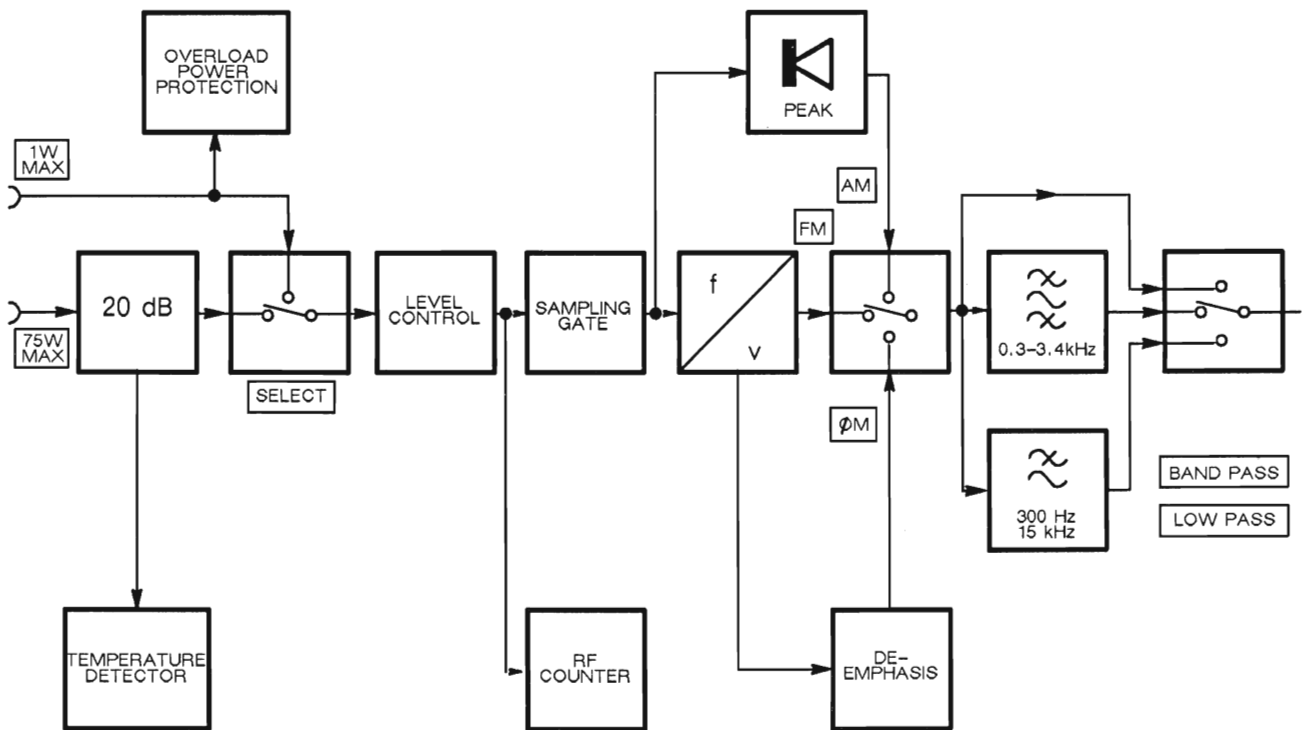 OVERLOAD
POWER
PROTECTION
1W
MAX
PEAK
AM
FM
20 dB
75W
MAX
SELECT
LEVEL
CONTROL
SAMPLING
GATE
f
V
0.3–3.4kHz
ØM
300 Hz
15 kHz
BAND PASS
LOW PASS
TEMPERATURE
DETECTOR
RF
COUNTER
DE-
EMPHASIS